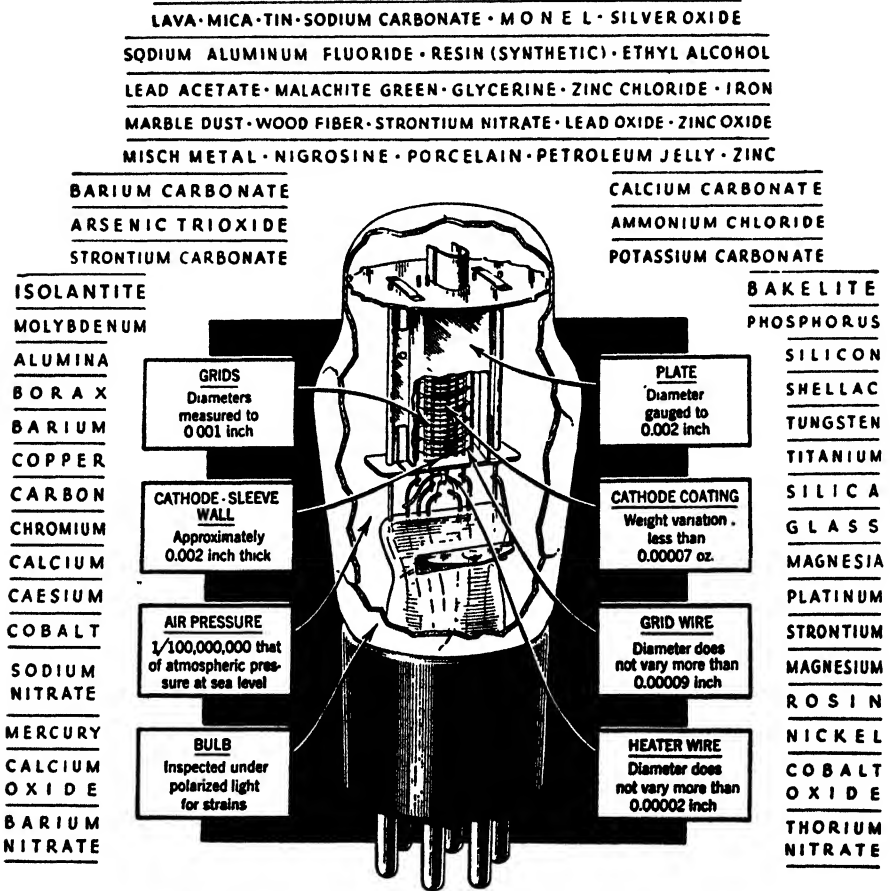 LAVA · MICA · TIN · SODIUM CARBONATE · MONEL · SILVER OXIDE
SODIUM ALUMINUM FLUORIDE · RESIN (SYNTHETIC) · ETHYL ALCOHOL
LEAD ACETATE · MALACHITE GREEN · GLYCERINE · ZINC CHLORIDE · IRON
MARBLE DUST · WOOD FIBER · STRONTIUM NITRATE · LEAD OXIDE · ZINC OXIDE
MISCH METAL · NIGROSINE · PORCELAIN · PETROLEUM JELLY · ZINC
BARIUM CARBONATE
ARSENIC TRIOXIDE
STRONTIUM CARBONATE
CALCIUM CARBONATE
AMMONIUM CHLORIDE
POTASSIUM CARBONATE
ISOLANTITE
MOLYBDENUM
ALUMINA
BORAX
BARIUM
COPPER
CARBON
CHROMIUM
CALCIUM
CAESIUM
COBALT
SODIUM
NITRATE
MERCURY
CALCIUM
OXIDE
BARIUM
NITRATE
GRIDS
Diameters
measured to
0 001 inch
CATHODE - SLEEVE
WALL
Approximately
0.002 inch thick
AIR PRESSURE
1/100,000,000 that
of atmospheric pres-
sure at sea level
BULB
Inspected under
polarized light
for strains
PLATE
Diameter
gauged to
0.002 inch
CATHODE COATING
Weight variation .
less than
0.00007 oz.
GRID WIRE
Diameter does
not vary more than
0.00009 inch
HEATER WIRE
Diameter does
not vary more than
0.00002 inch
BAKELITE
PHOSPHORUS
SILICON
SHELLAC
TUNGSTEN
TITANIUM
SILICA
GLASS
MAGNESIA
PLATINUM
STRONTIUM
MAGNESIUM
ROSIN
NICKEL
COBALT
OXIDE
THORIUM
NITRATE